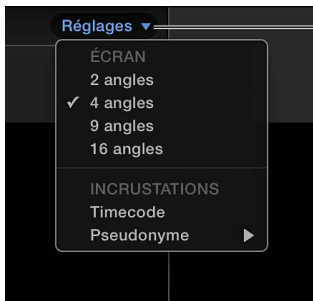 Réglages
ÉCRAN
2 angles
4 angles
9 angles
16 angles
INCRUSTATIONS
Timecode
Pseudonyme